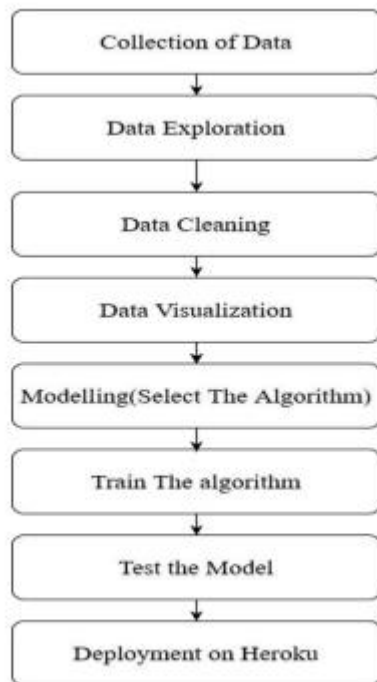 Collection of Data
Data Exploration
Data Cleaning
Data Visualization
Modelling(Select The Algorithm)
Train The algorithm
Test the Model
Deployment on Heroku